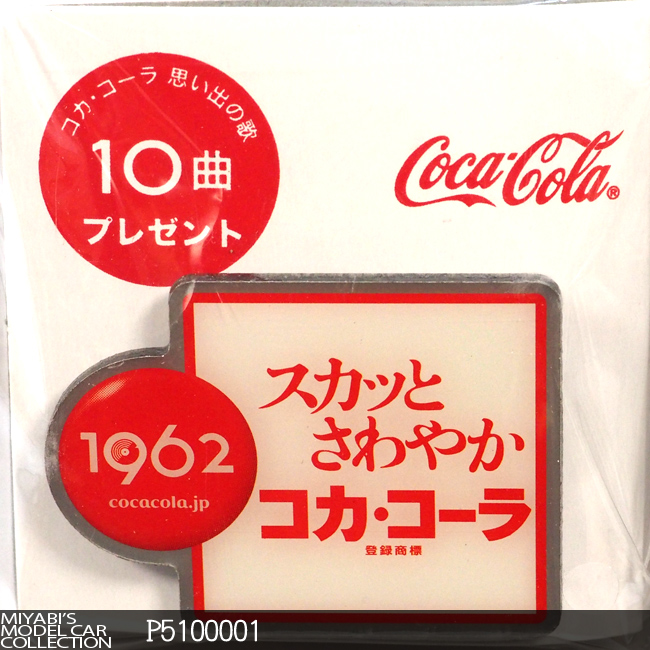 コカ・コーラ 思い出の歌
10曲
プレゼント
Coca-Cola®
スカッと
さわやか
コカ・コーラ
登録商標
1962
cocacola.jp
MIYABI'S
MODEL CAR
COLLECTION
P5100001